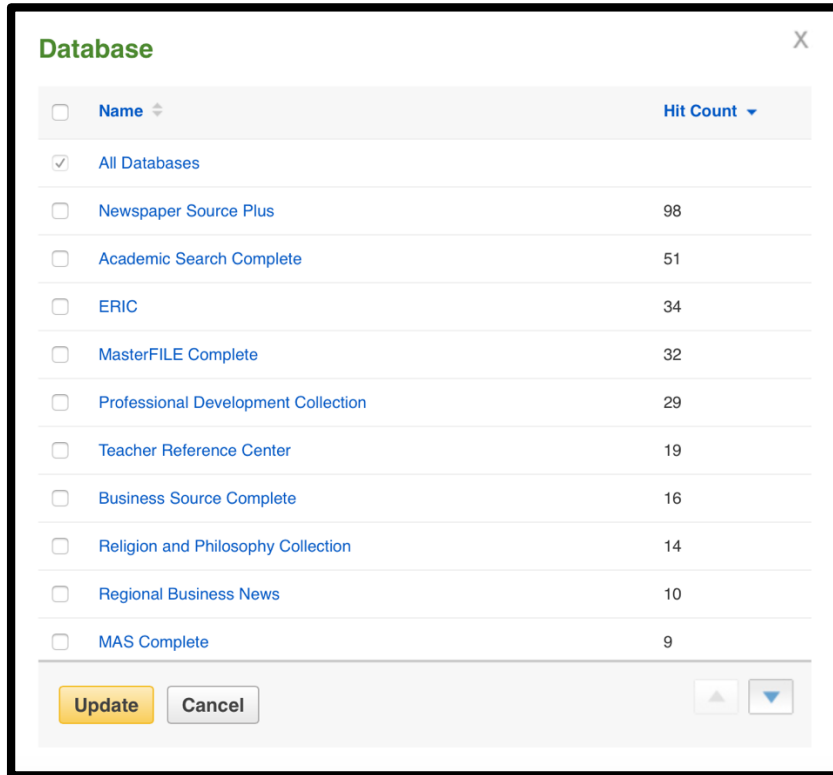 Database
X
Name Hit Count
All Databases
Newspaper Source Plus 98
Academic Search Complete 51
ERIC 34
MasterFILE Complete 32
Professional Development Collection 29
Teacher Reference Center 19
Business Source Complete 16
Religion and Philosophy Collection 14
Regional Business News 10
MAS Complete 9
Update Cancel